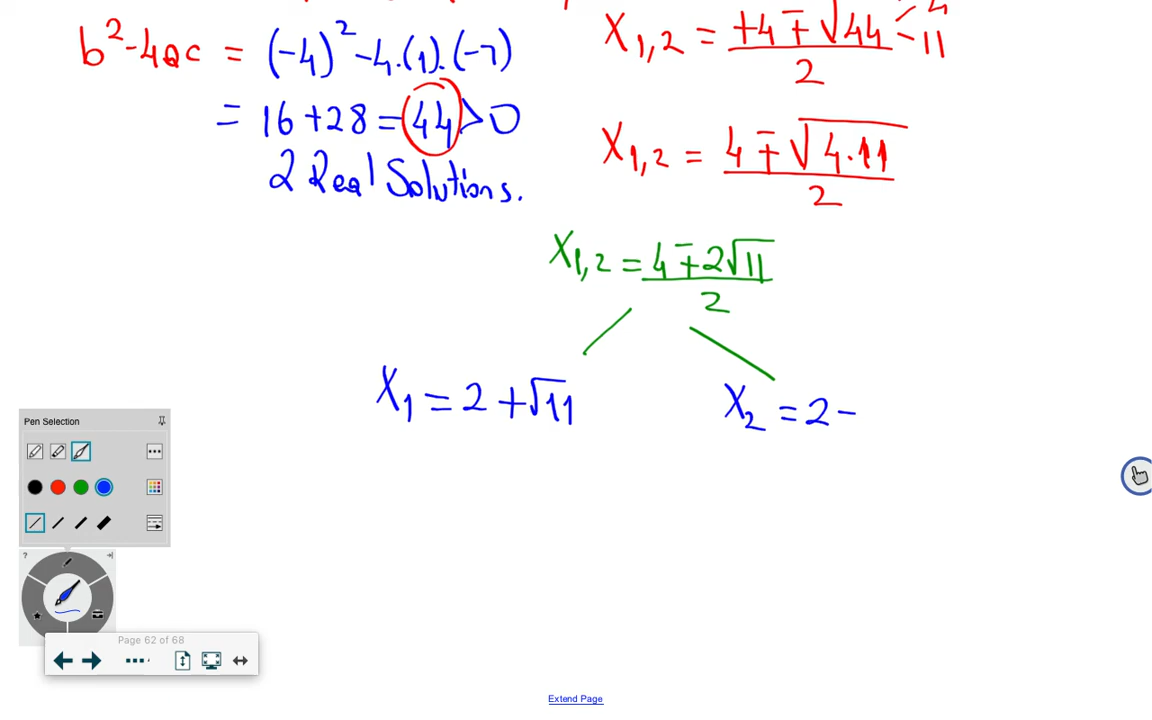 b²-4ac = (-4)²-4.(1).(-7)
= 16+28=44>0
2 Real Solutions.
X₁,₂ = +4∓√44 / 2
4
11
X₁,₂ = 4∓√4.11 / 2
X₁,₂ = 4∓2√11 / 2
X₁ = 2+√11
X₂ = 2-
Pen Selection
Page 62 of 68
Extend Page